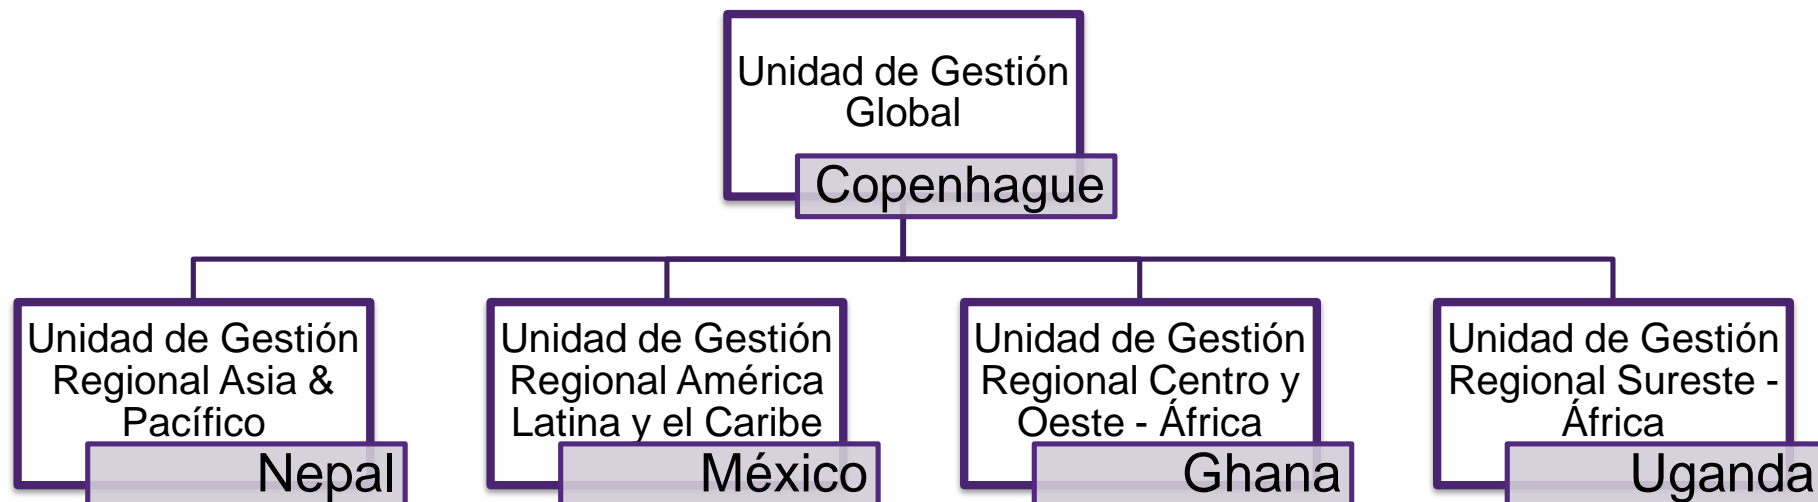 Unidad de Gestión
Global
Copenhague
Unidad de Gestión
Regional Asia &
Pacífico
Nepal
Unidad de Gestión
Regional América
Latina y el Caribe
México
Unidad de Gestión
Regional Centro y
Oeste - África
Ghana
Unidad de Gestión
Regional Sureste -
África
Uganda